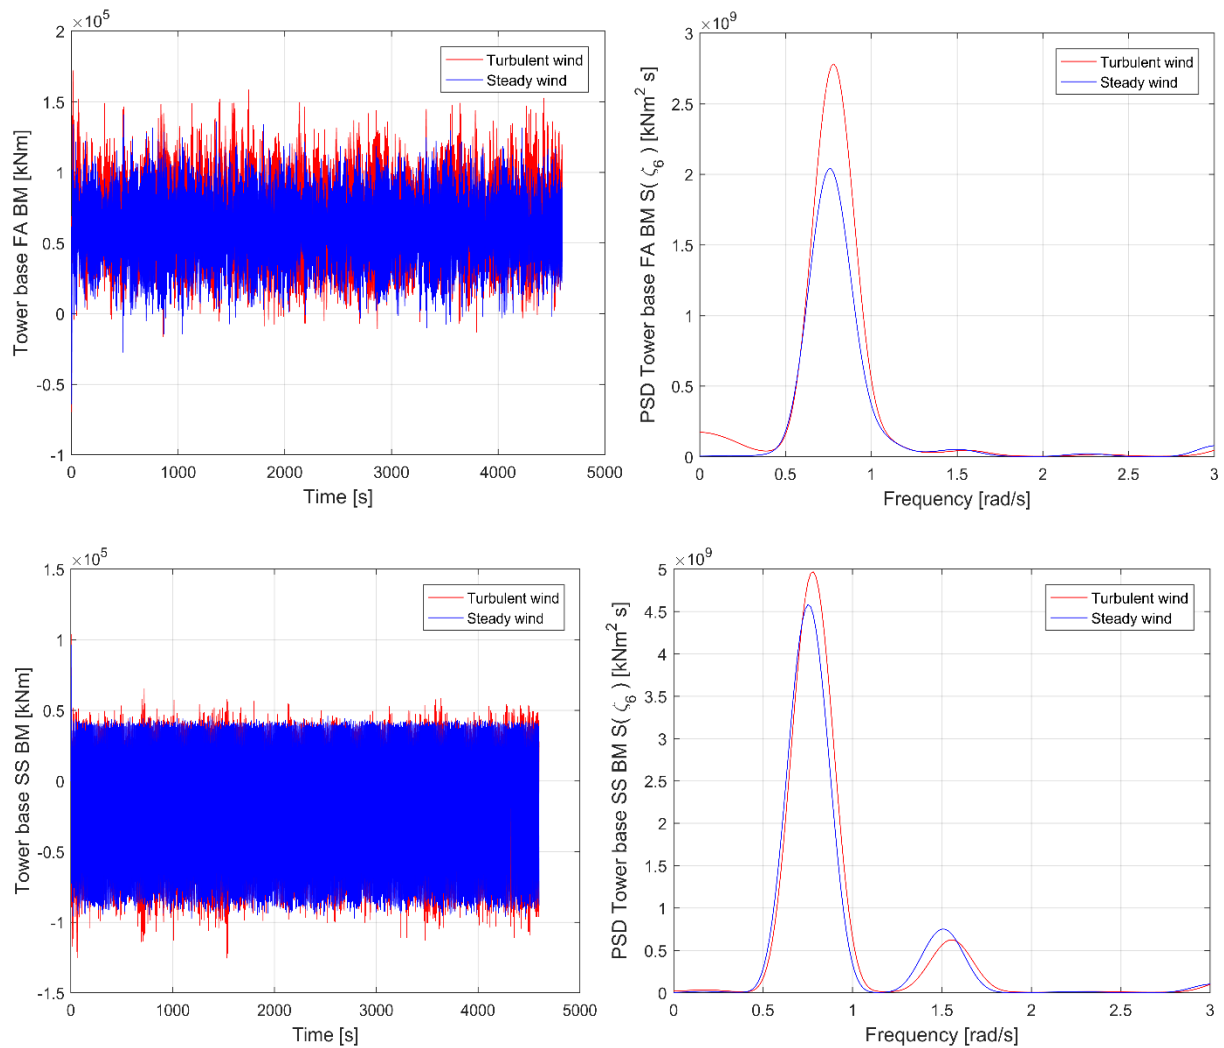 ×10^5
2
1.5
1
0.5
0
-0.5
-1
0 1000 2000 3000 4000 5000
Time [s]
Tower base FA BM [kNm]
Turbulent wind
Steady wind
×10^9
3
2.5
2
1.5
1
0.5
0
0 0.5 1 1.5 2 2.5 3
Frequency [rad/s]
PSD Tower base FA BM S( ζ_6 ) [kNm^2 s]
Turbulent wind
Steady wind
×10^5
1.5
1
0.5
0
-0.5
-1
-1.5
0 1000 2000 3000 4000 5000
Time [s]
Tower base SS BM [kNm]
Turbulent wind
Steady wind
×10^9
5
4.5
4
3.5
3
2.5
2
1.5
1
0.5
0
0 0.5 1 1.5 2 2.5 3
Frequency [rad/s]
PSD Tower base SS BM S( ζ_6 ) [kNm^2 s]
Turbulent wind
Steady wind